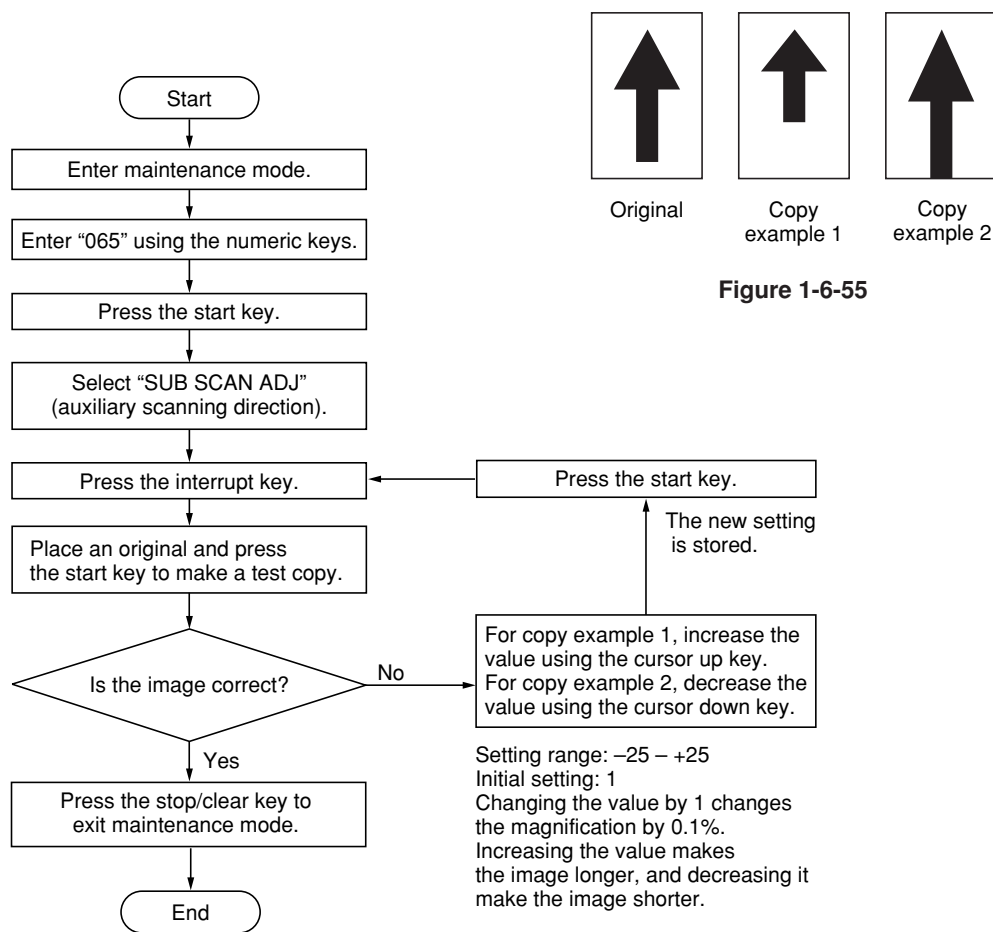 Start
Enter maintenance mode.
Enter “065” using the numeric keys.
Press the start key.
Select “SUB SCAN ADJ”
(auxiliary scanning direction).
Press the interrupt key.
Place an original and press
the start key to make a test copy.
Is the image correct?
No
Yes
Press the stop/clear key to
exit maintenance mode.
End
Press the start key.
The new setting
is stored.
For copy example 1, increase the
value using the cursor up key.
For copy example 2, decrease the
value using the cursor down key.
Setting range: –25 – +25
Initial setting: 1
Changing the value by 1 changes
the magnification by 0.1%.
Increasing the value makes
the image longer, and decreasing it
make the image shorter.
Original
Copy
example 1
Copy
example 2
Figure 1-6-55